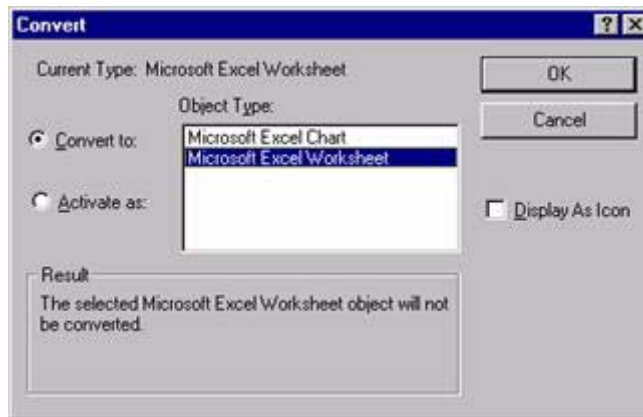 Convert
Current Type: Microsoft Excel Worksheet
OK
Object Type:
Cancel
Convert to:
Microsoft Excel Chart
Microsoft Excel Worksheet
Activate as:
Display As Icon
Result
The selected Microsoft Excel Worksheet object will not
be converted.